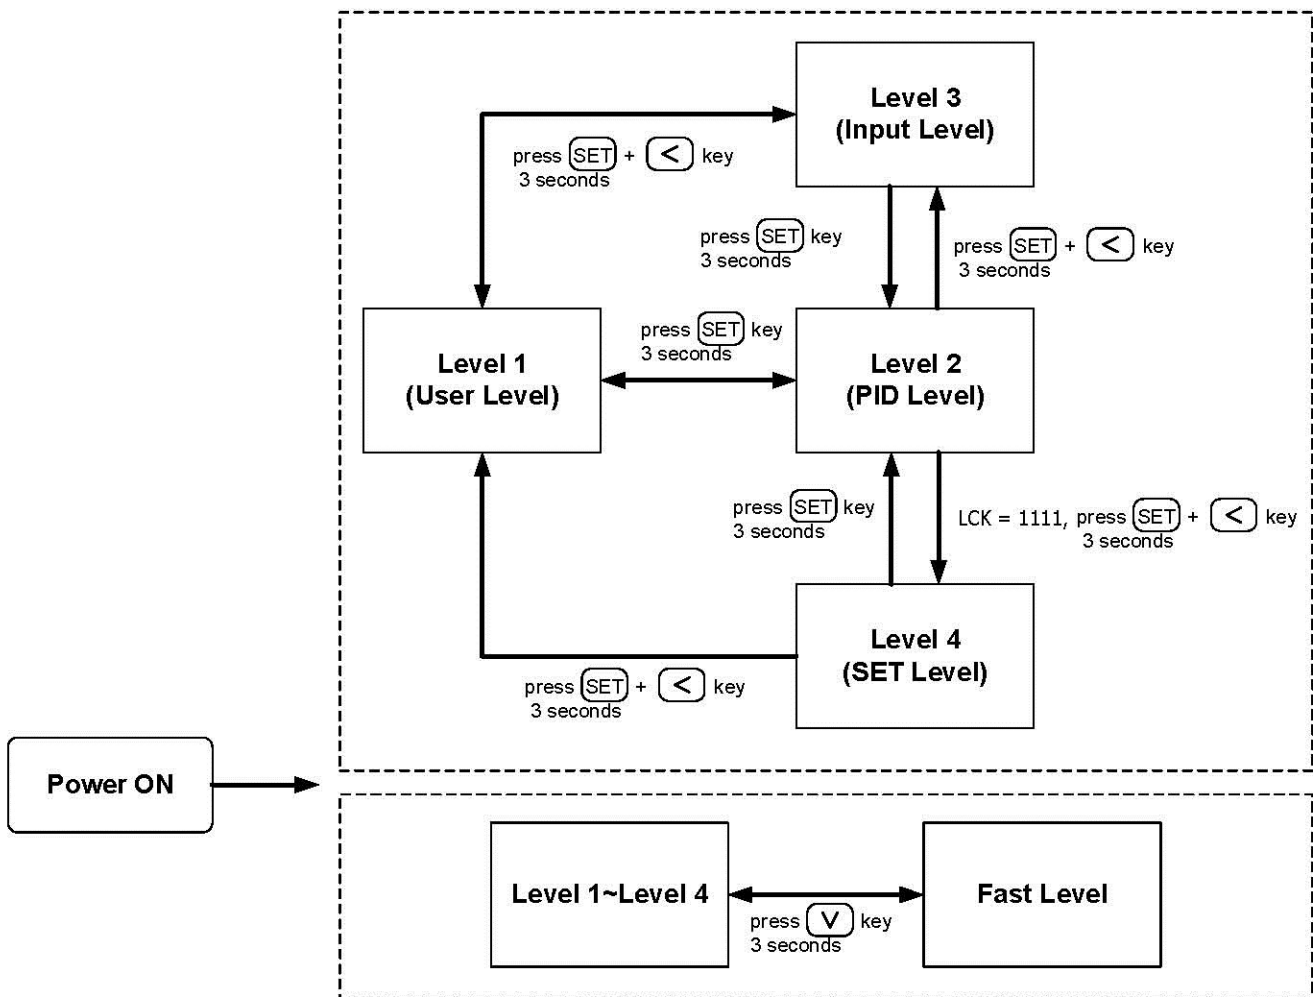 Level 3
(Input Level)
press SET + < key
3 seconds
press SET key
3 seconds
press SET + < key
3 seconds
press SET key
3 seconds
Level 1
(User Level)
Level 2
(PID Level)
press SET key
3 seconds
LCK = 1111, press SET + < key
3 seconds
Level 4
(SET Level)
press SET + < key
3 seconds
Power ON
Level 1~Level 4
press V key
3 seconds
Fast Level